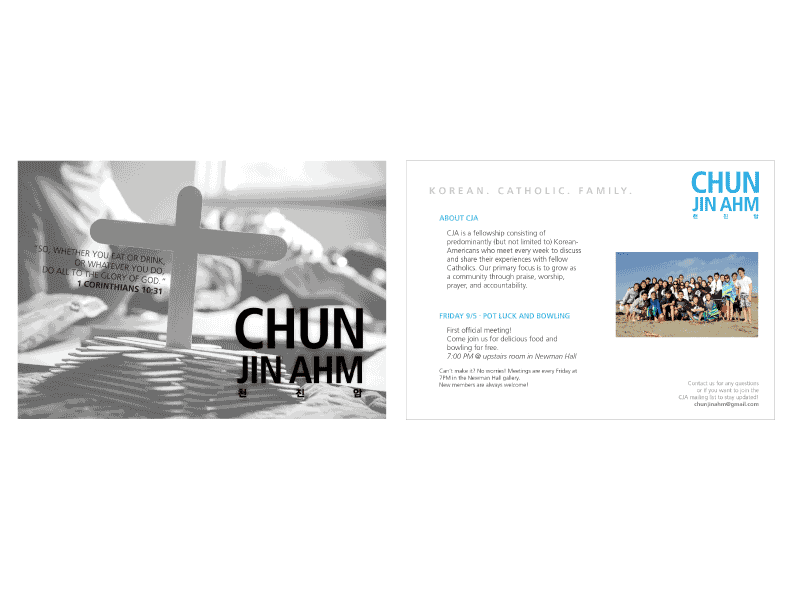 "SO, WHETHER YOU EAT OR DRINK,
OR WHATEVER YOU DO,
DO ALL TO THE GLORY OF GOD."
1 CORINTHIANS 10:31
CHUN
JIN AHM
천 진 암
KOREAN. CATHOLIC. FAMILY.
CHUN
JIN AHM
천 진 암
ABOUT CJA
CJA is a fellowship consisting of
predominantly (but not limited to) Korean-
Americans who meet every week to discuss
and share their experiences with fellow
Catholics. Our primary focus is to grow as
a community through praise, worship,
prayer, and accountability.
FRIDAY 9/5 · POT LUCK AND BOWLING
First official meeting!
Come join us for delicious food and
bowling for free.
7:00 PM @ upstairs room in Newman Hall
Can't make it? No worries! Meetings are every Friday at
7PM in the Newman Hall gallery.
New members are always welcome!
Contact us for any questions
or if you want to join the
CJA reading list to stay updated!
chunjinahm@gmail.com